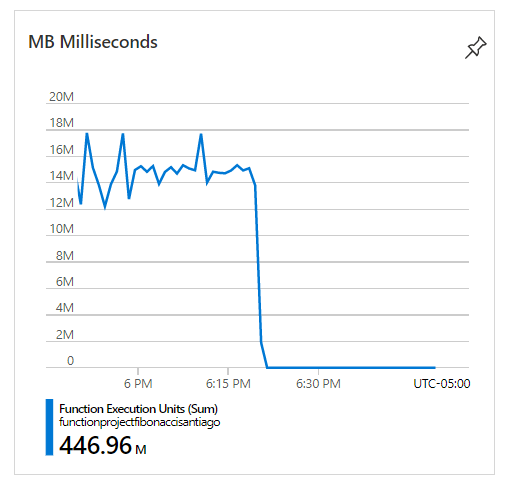 MB Milliseconds
20M
18M
16M
14M
12M
10M
8M
6M
4M
2M
0
6 PM
6:15 PM
6:30 PM
UTC-05:00
Function Execution Units (Sum)
functionprojectfibonaccisantiago
446.96 M